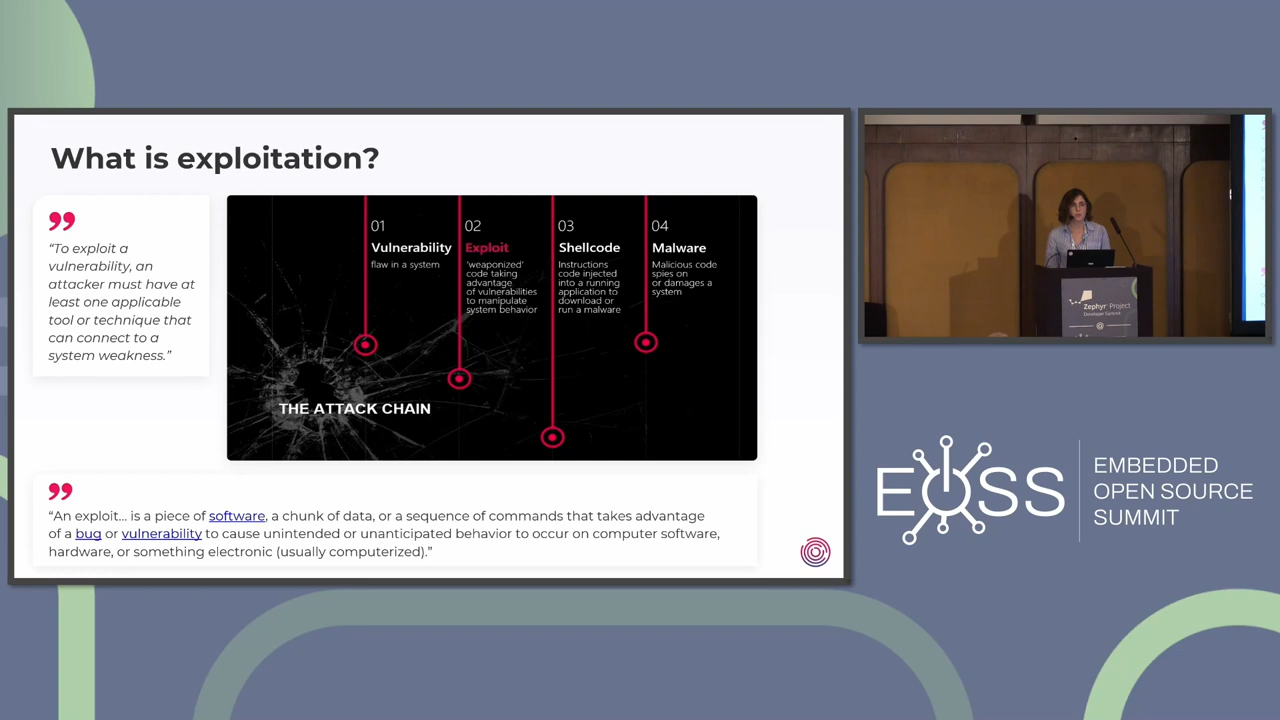 What is exploitation?
“To exploit a
vulnerability, an
attacker must have at
least one applicable
tool or technique that
can connect to a
system weakness.”
01
Vulnerability
flaw in a system
02
Exploit
‘weaponized’
code taking
advantage
of vulnerabilities
to manipulate
system behavior
03
Shellcode
Instructions
code injected
into a running
application to
download or
run a malware
04
Malware
Malicious code
spies on
or damages a
system
THE ATTACK CHAIN
“An exploit... is a piece of software, a chunk of data, or a sequence of commands that takes advantage
of a bug or vulnerability to cause unintended or unanticipated behavior to occur on computer software,
hardware, or something electronic (usually computerized).”
Zephyr Project
Developer Summit
@
EOSS
EMBEDDED
OPEN SOURCE
SUMMIT